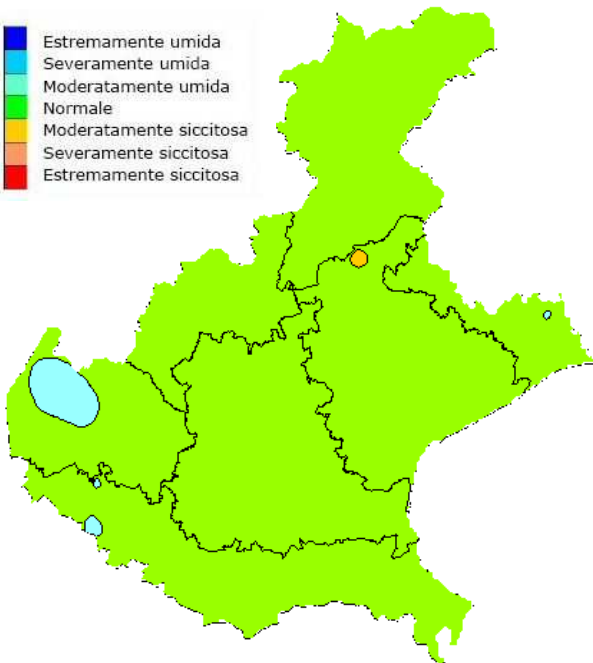 Estremamente umida
Severamente umida
Moderatamente umida
Normale
Moderatamente siccitosa
Severamente siccitosa
Estremamente siccitosa